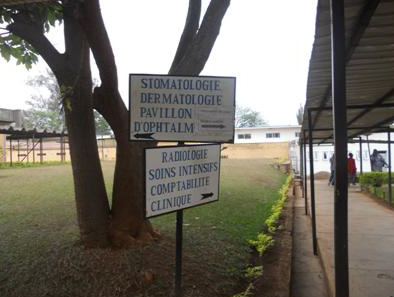 STOMATOLOGIE
DERMATOLOGIE
PAVILLON
D'OPHTALM
RADIOLOGIE
SOINS INTENSIFS
COMPTABILITE
CLINIQUE